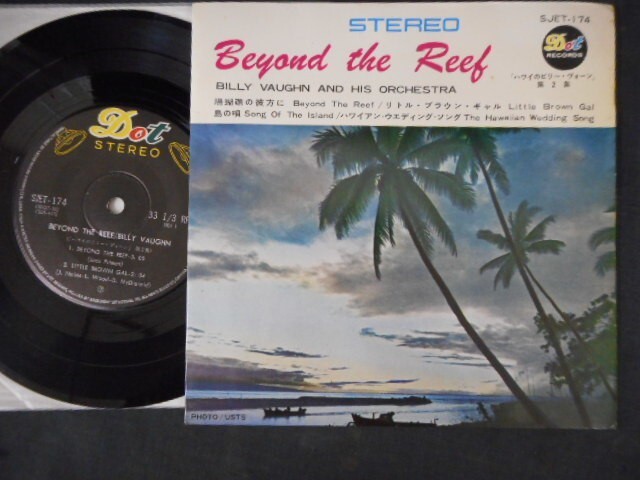 STEREO
SJET-174
Dot
RECORDS
Beyond the Reef
BILLY VAUGHN AND HIS ORCHESTRA
「ハワイのビリー・ヴォーン」
第2集
珊瑚礁の彼方に Beyond The Reef/リトル・ブラウン・ギャル Little Brown Gal
島の唄 Song Of The Island/ハワイアン・ウエディング・ソング The Hawaiian Wedding Song
PHOTO/USTS
Dot
STEREO
SJET-174
33 1/3
BEYOND THE REEF/BILLY VAUGHN
1. BEYOND THE REEF
2. LITTLE BROWN GAL